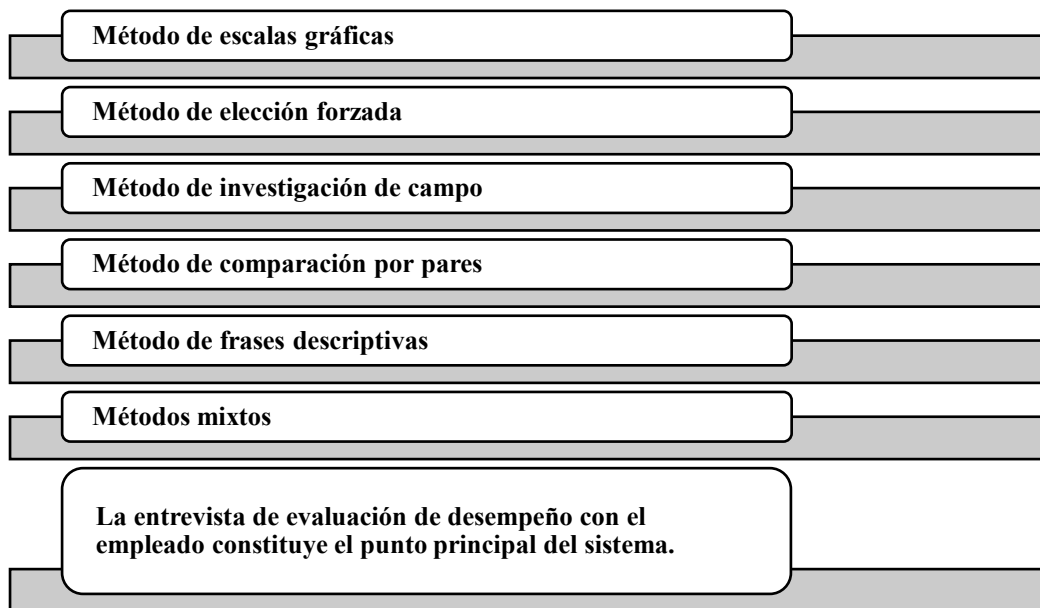 Método de escalas gráficas
Método de elección forzada
Método de investigación de campo
Método de comparación por pares
Método de frases descriptivas
Métodos mixtos
La entrevista de evaluación de desempeño con el
empleado constituye el punto principal del sistema.